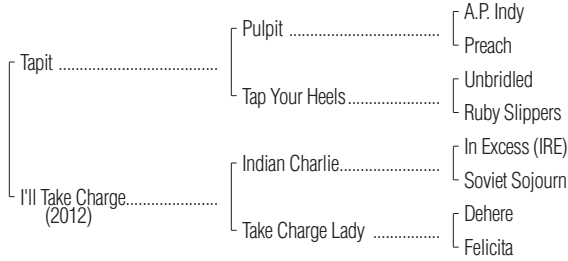 A.P. Indy
Pulpit ........................................
Preach
Tapit ...........................................
Unbridled
Tap Your Heels........................
Ruby Slippers
In Excess (IRE)
Indian Charlie..........................
Soviet Sojourn
I'll Take Charge........................
(2012)
Dehere
Take Charge Lady .................
Felicita